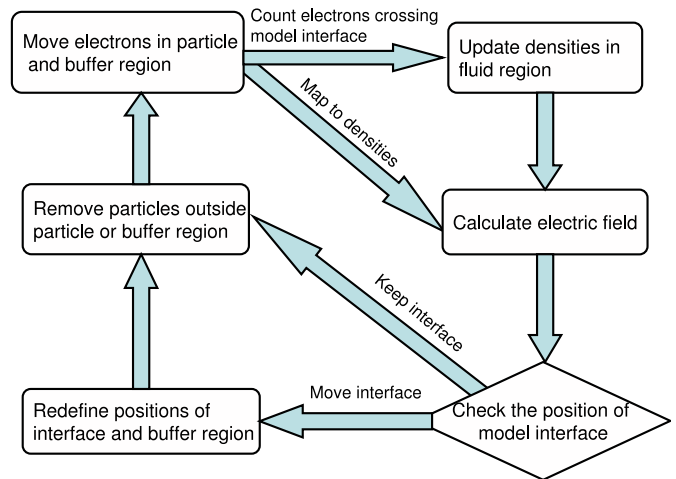 Count electrons crossing
model interface
Move electrons in particle
and buffer region
Update densities in
fluid region
Map to densities
Remove particles outside
particle or buffer region
Calculate electric field
Keep interface
Move interface
Redefine positions of
interface and buffer region
Check the position of
model interface